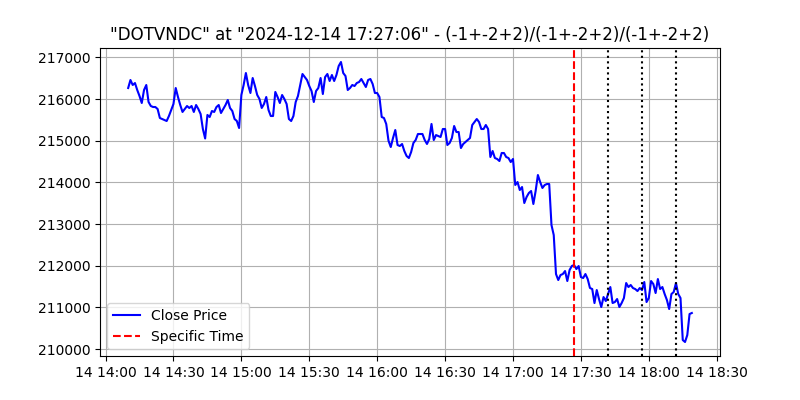 "DOTVNDC" at "2024-12-14 17:27:06" - (-1+-2+2)/(-1+-2+2)/(-1+-2+2)
217000
216000
215000
214000
213000
212000
211000
210000
Close Price
Specific Time
14 14:00 14 14:30 14 15:00 14 15:30 14 16:00 14 16:30 14 17:00 14 17:30 14 18:00 14 18:30